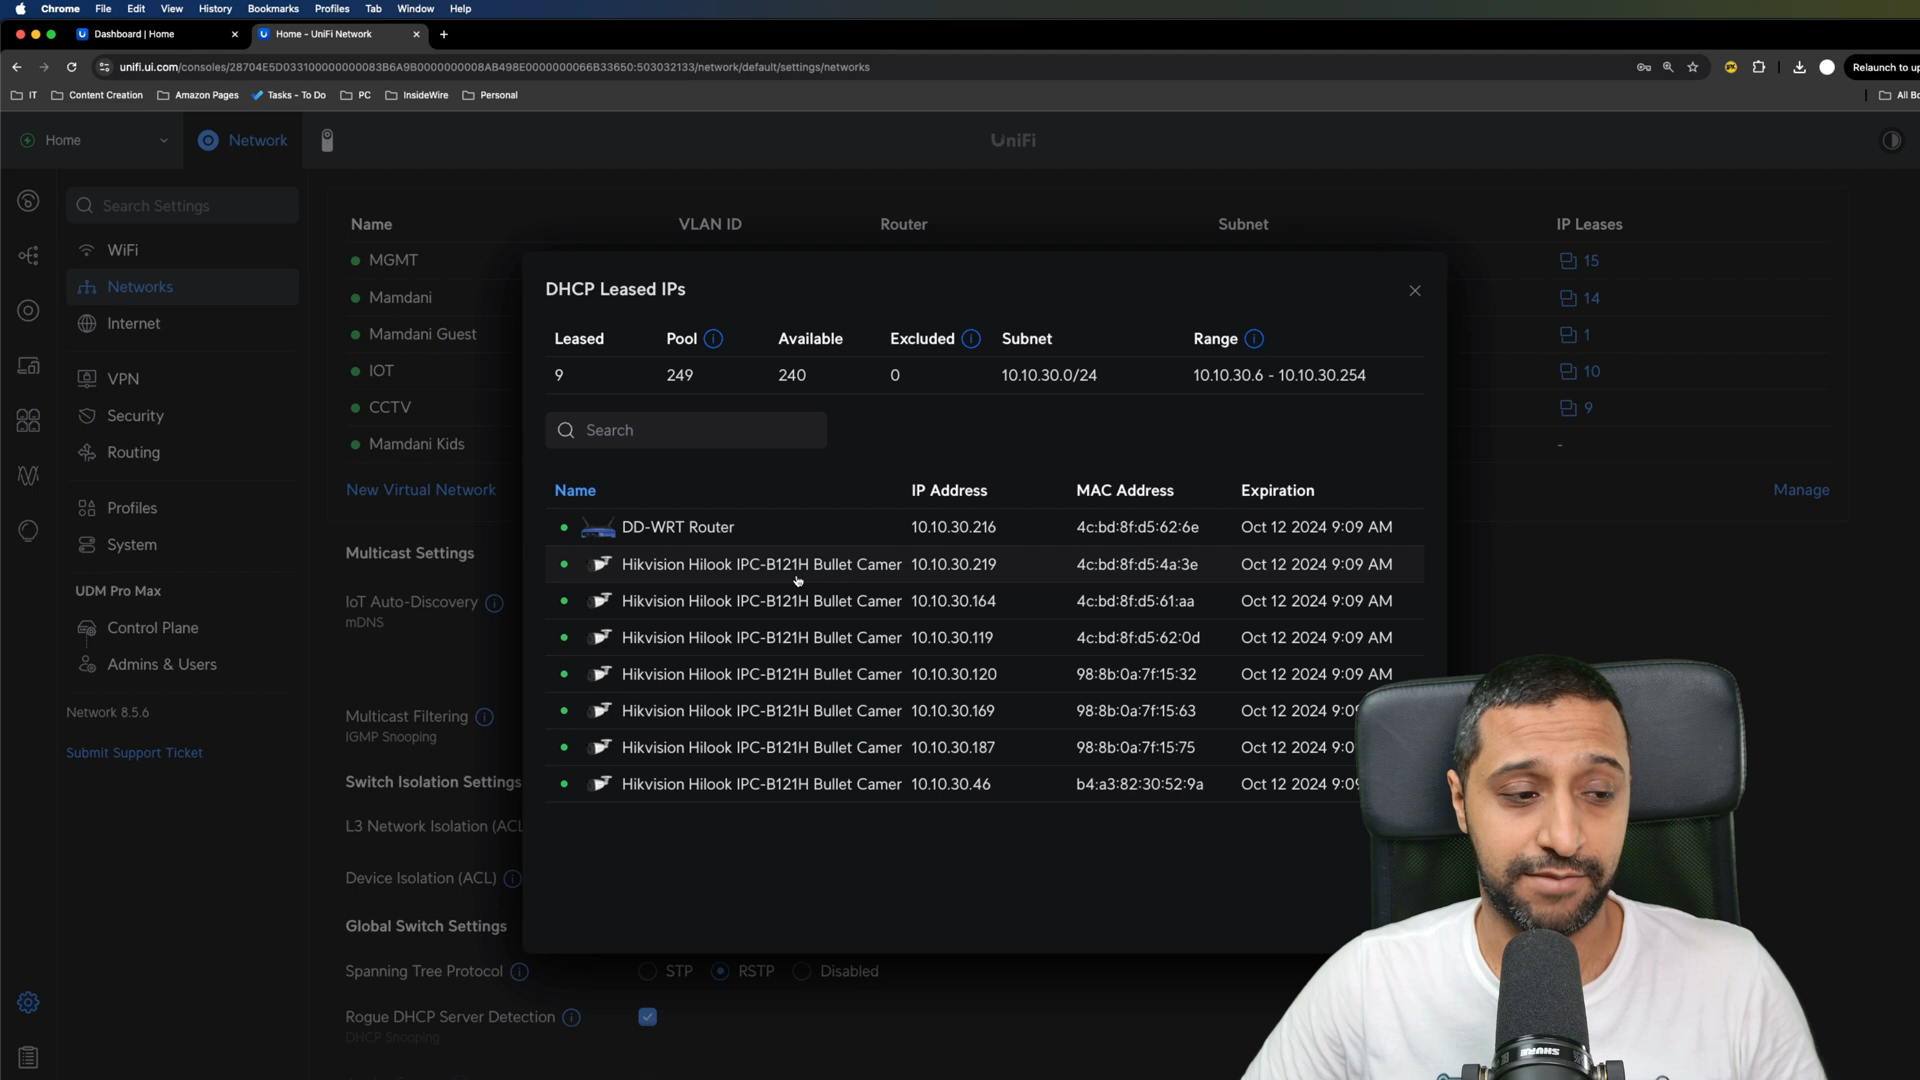 Chrome File Edit View History Bookmarks Profiles Tab Window Help
Dashboard | Home Home - UniFi Network
unifi.ui.com/consoles/28704E5D033100000000083B6A9B0000000008AB498E0000000066B33650:503032133/network/default/settings/networks Relaunch to up
IT Content Creation Amazon Pages Tasks - To Do PC InsideWire Personal All Bo
Home Network UniFi
Search Settings
WiFi
Networks
Internet
VPN
Security
Routing
Profiles
System
UDM Pro Max
Control Plane
Admins & Users
Network 8.5.6
Submit Support Ticket
Name VLAN ID Router Subnet IP Leases
MGMT 15
Mamdani 14
Mamdani Guest 1
IOT 10
CCTV 9
Mamdani Kids -
New Virtual Network Manage
Multicast Settings
IoT Auto-Discovery
mDNS
Multicast Filtering
IGMP Snooping
Switch Isolation Settings
L3 Network Isolation (ACL
Device Isolation (ACL)
Global Switch Settings
Spanning Tree Protocol STP RSTP Disabled
Rogue DHCP Server Detection
DHCP Snooping
DHCP Leased IPs
Leased Pool Available Excluded Subnet Range
9 249 240 0 10.10.30.0/24 10.10.30.6 - 10.10.30.254
Search
Name IP Address MAC Address Expiration
DD-WRT Router 10.10.30.216 4c:bd:8f:d5:62:6e Oct 12 2024 9:09 AM
Hikvision Hilook IPC-B121H Bullet Camer 10.10.30.219 4c:bd:8f:d5:4a:3e Oct 12 2024 9:09 AM
Hikvision Hilook IPC-B121H Bullet Camer 10.10.30.164 4c:bd:8f:d5:61:aa Oct 12 2024 9:09 AM
Hikvision Hilook IPC-B121H Bullet Camer 10.10.30.119 4c:bd:8f:d5:62:0d Oct 12 2024 9:09 AM
Hikvision Hilook IPC-B121H Bullet Camer 10.10.30.120 98:8b:0a:7f:15:32 Oct 12 2024 9:09 AM
Hikvision Hilook IPC-B121H Bullet Camer 10.10.30.169 98:8b:0a:7f:15:63 Oct 12 2024 9:09
Hikvision Hilook IPC-B121H Bullet Camer 10.10.30.187 98:8b:0a:7f:15:75 Oct 12 2024 9:0
Hikvision Hilook IPC-B121H Bullet Camer 10.10.30.46 b4:a3:82:30:52:9a Oct 12 2024 9:09
SHURE